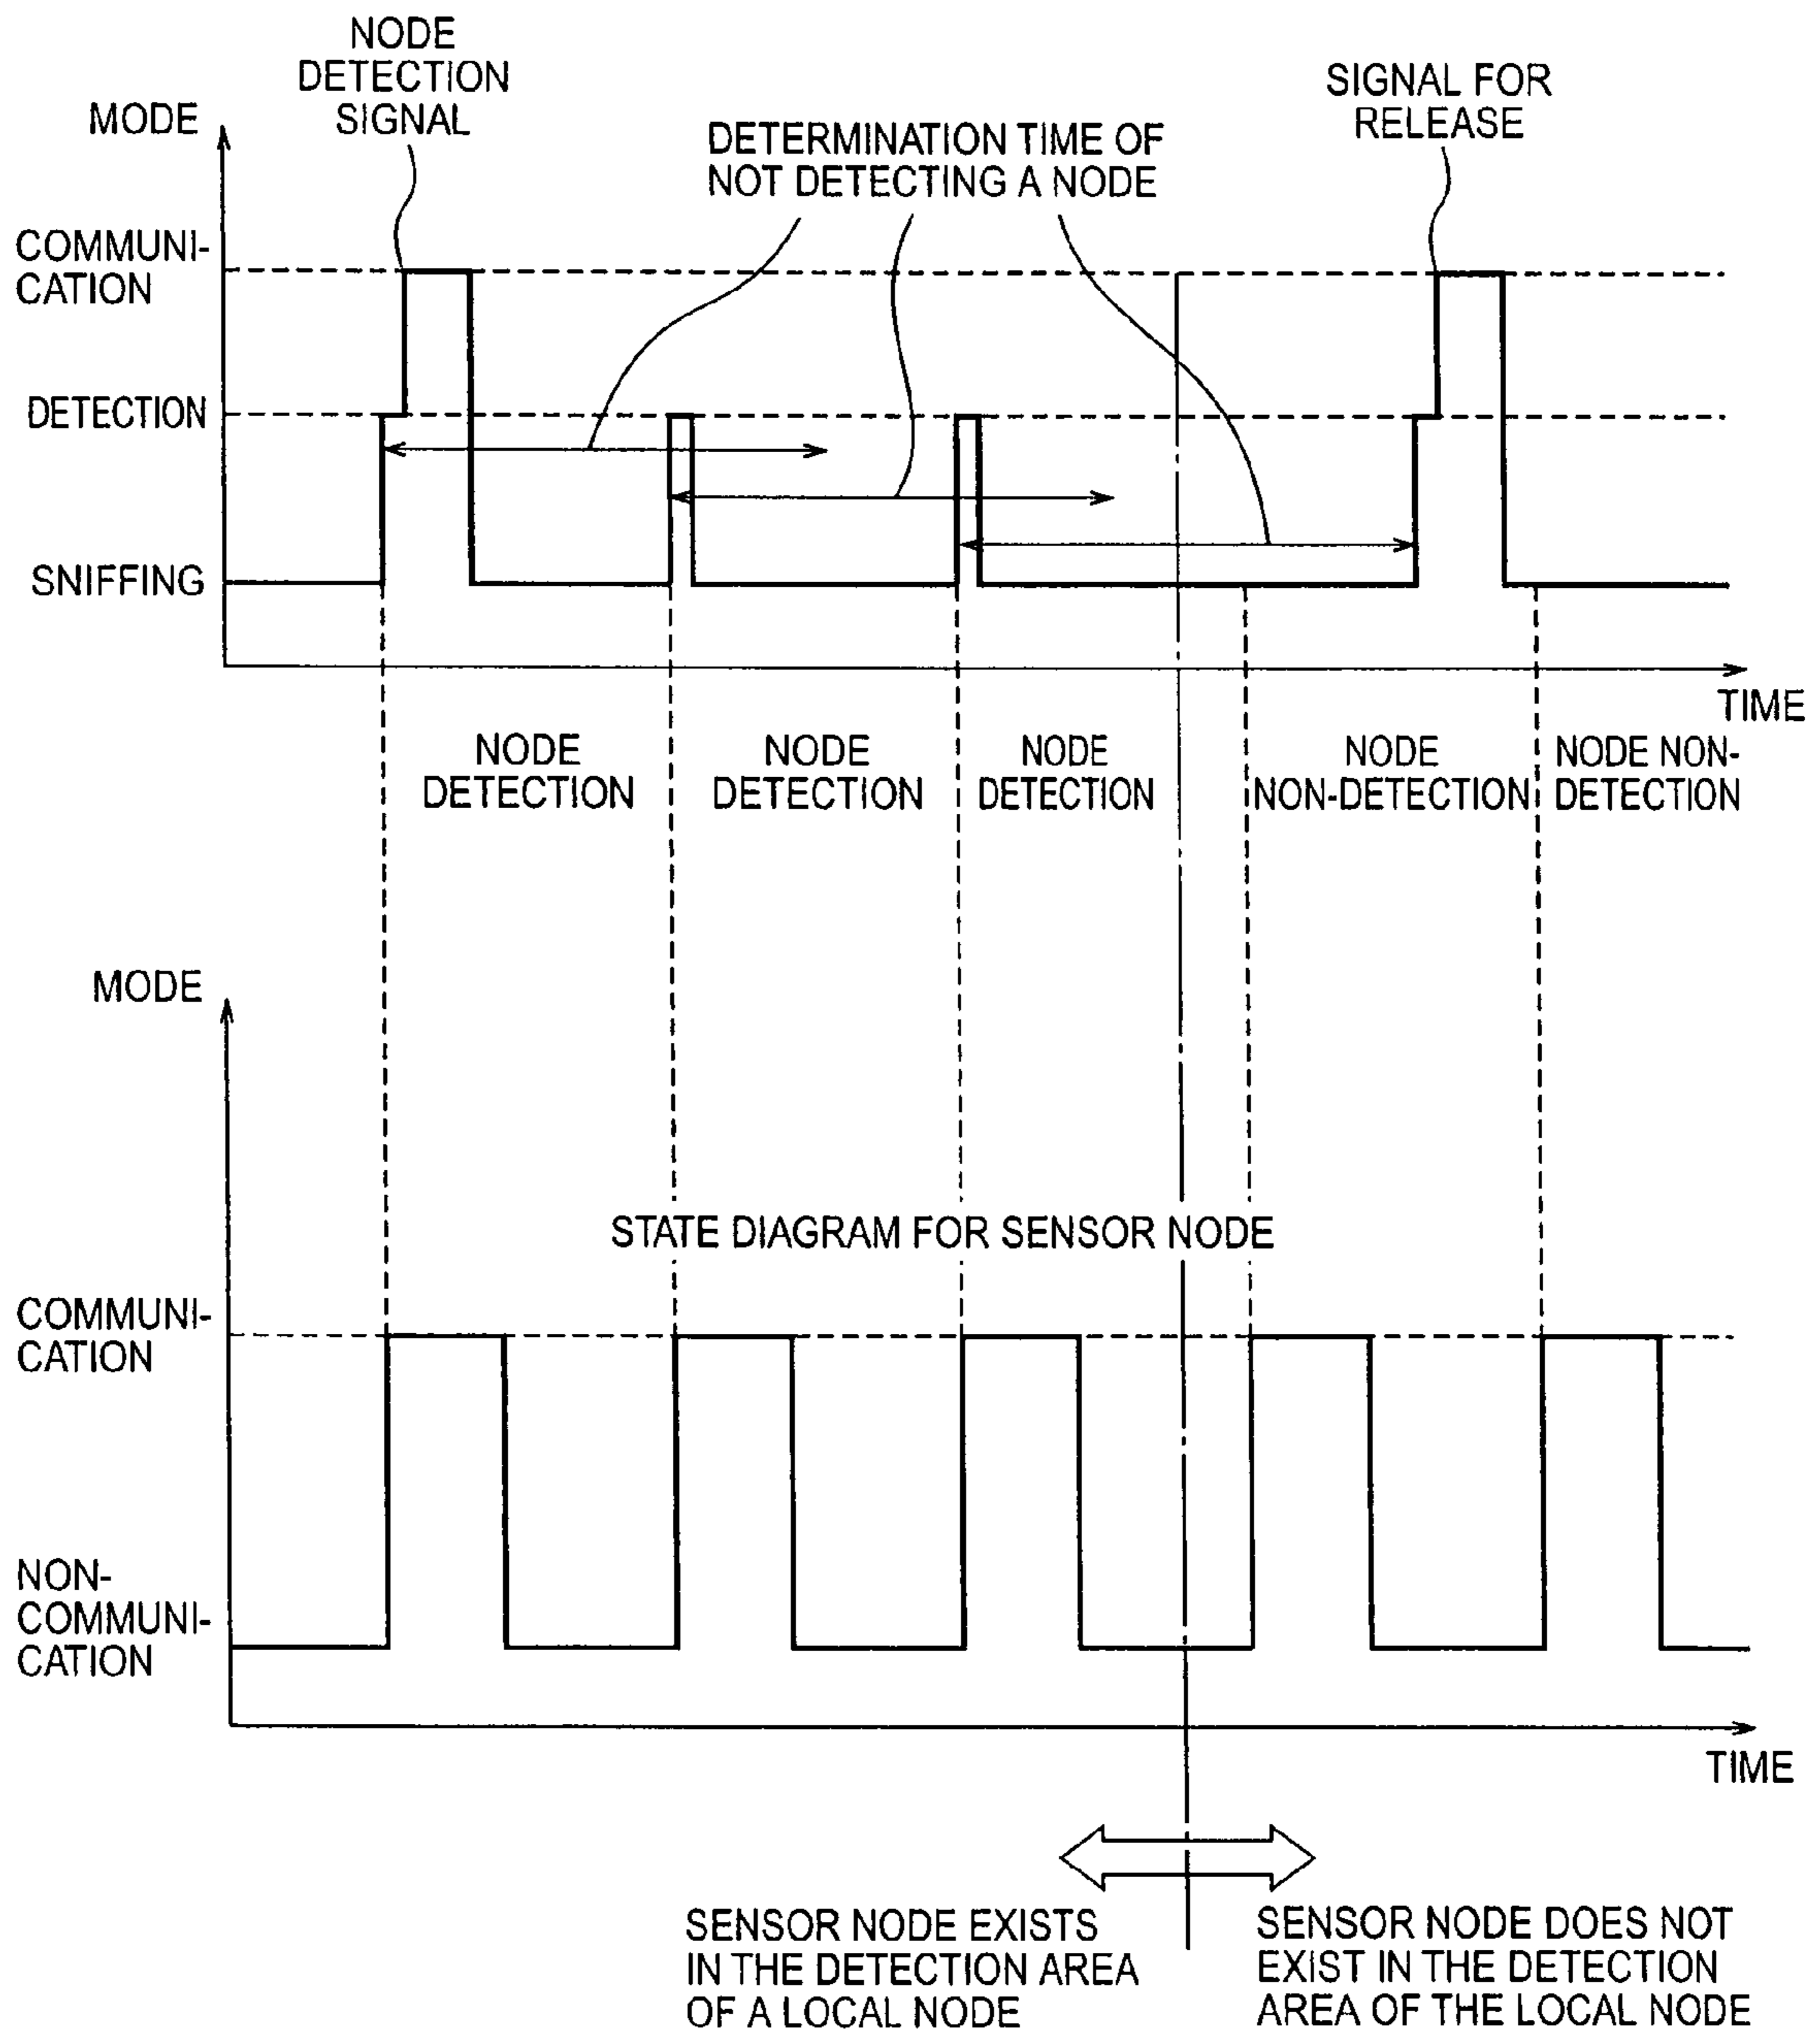 NODE
DETECTION
SIGNAL
MODE
SIGNAL FOR
RELEASE
DETERMINATION TIME OF
NOT DETECTING A NODE
COMMUNI-
CATION
DETECTION
SNIFFING
TIME
NODE
DETECTION
NODE
DETECTION
NODE
DETECTION
NODE
NON-DETECTION
NODE NON-
DETECTION
MODE
STATE DIAGRAM FOR SENSOR NODE
COMMUNI-
CATION
NON-
COMMUNI-
CATION
TIME
SENSOR NODE EXISTS
IN THE DETECTION AREA
OF A LOCAL NODE
SENSOR NODE DOES NOT
EXIST IN THE DETECTION
AREA OF THE LOCAL NODE